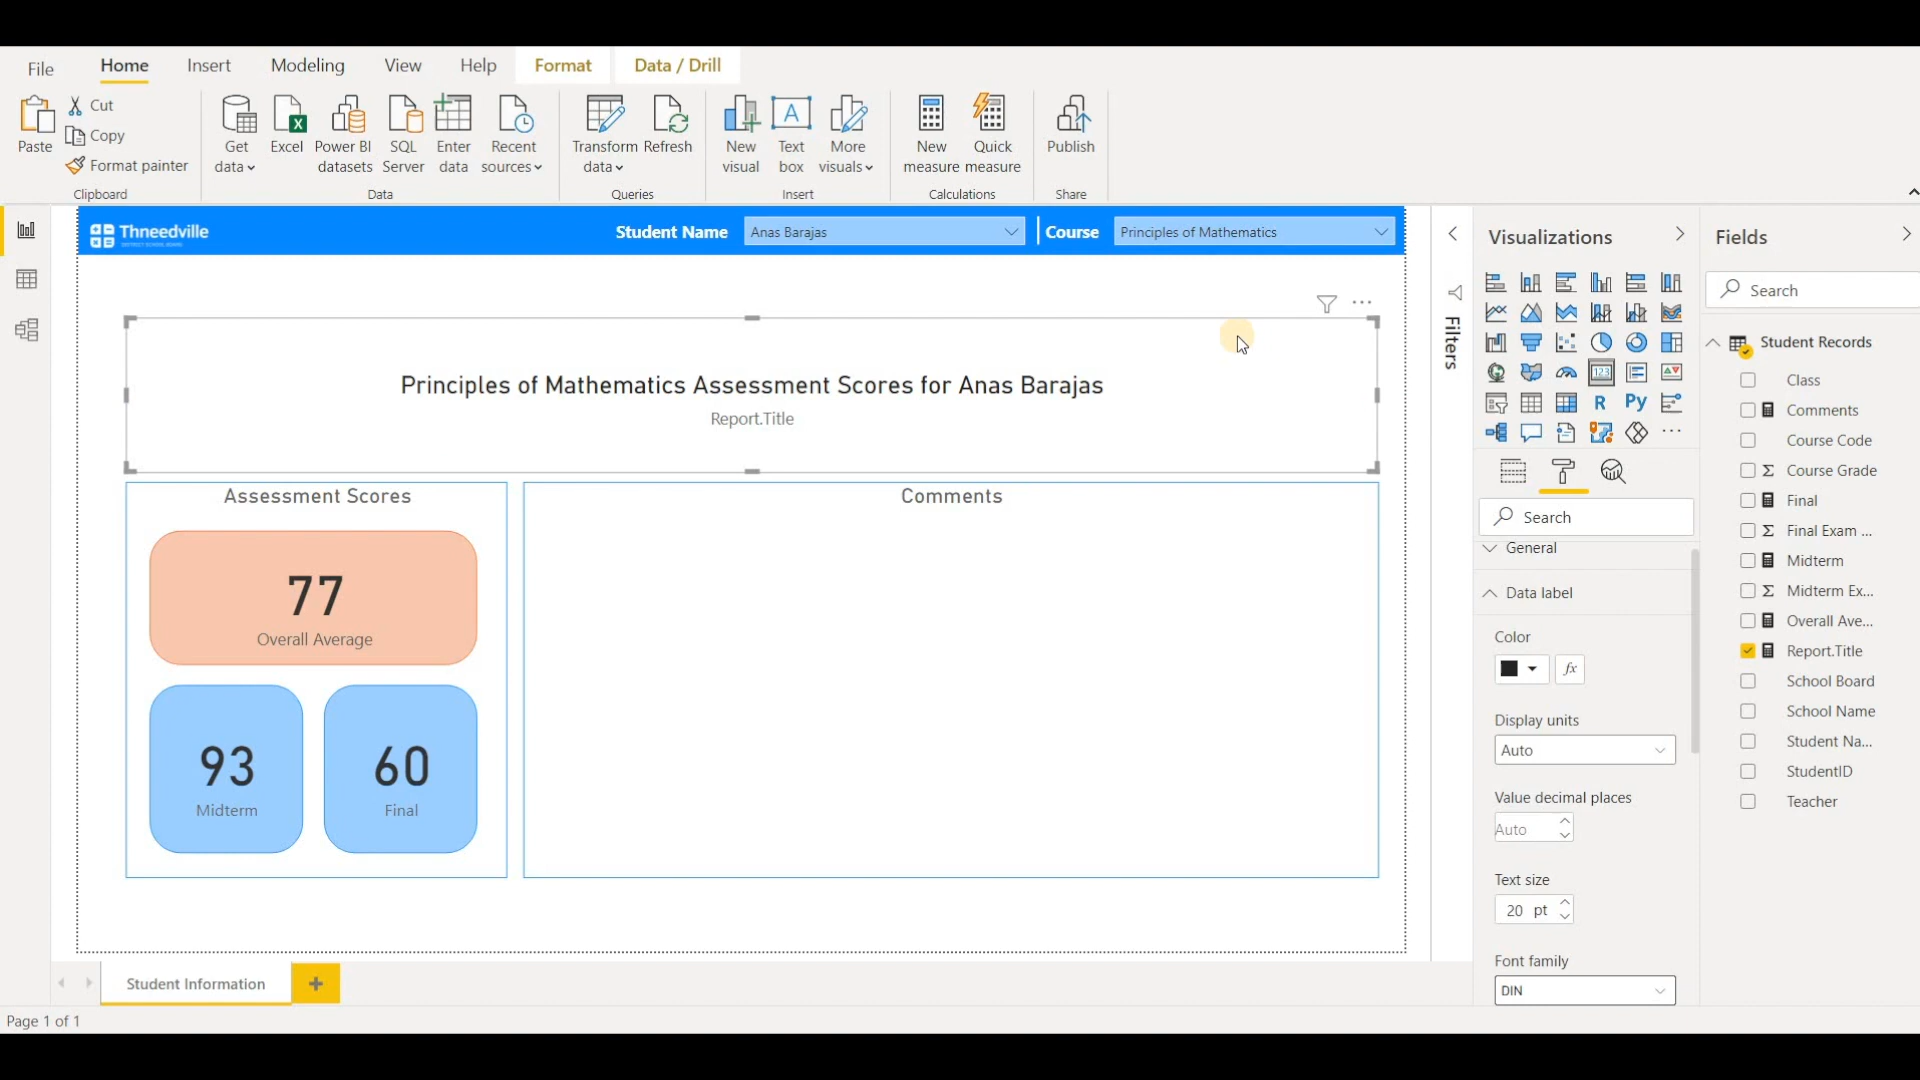 File Home Insert Modeling View Help Format Data / Drill
Paste
Cut
Copy
Format painter
Clipboard
Get data
Excel
Power BI datasets
SQL Server
Enter data
Recent sources
Data
Transform data
Refresh
Queries
New visual
Text box
More visuals
Insert
New measure
Quick measure
Calculations
Publish
Share
Thneedville
DISTRICT SCHOOL BOARD
Student Name
Anas Barajas
Course
Principles of Mathematics
Principles of Mathematics Assessment Scores for Anas Barajas
Report.Title
Assessment Scores
77
Overall Average
93
Midterm
60
Final
Comments
Student Information
Page 1 of 1
Filters
Visualizations
123
R
Py
Search
General
Data label
Color
fx
Display units
Auto
Value decimal places
Auto
Text size
20 pt
Font family
DIN
Fields
Search
Student Records
Class
Comments
Course Code
Σ Course Grade
Final
Σ Final Exam ...
Midterm
Σ Midterm Ex...
Overall Ave...
Report.Title
School Board
School Name
Student Na...
StudentID
Teacher